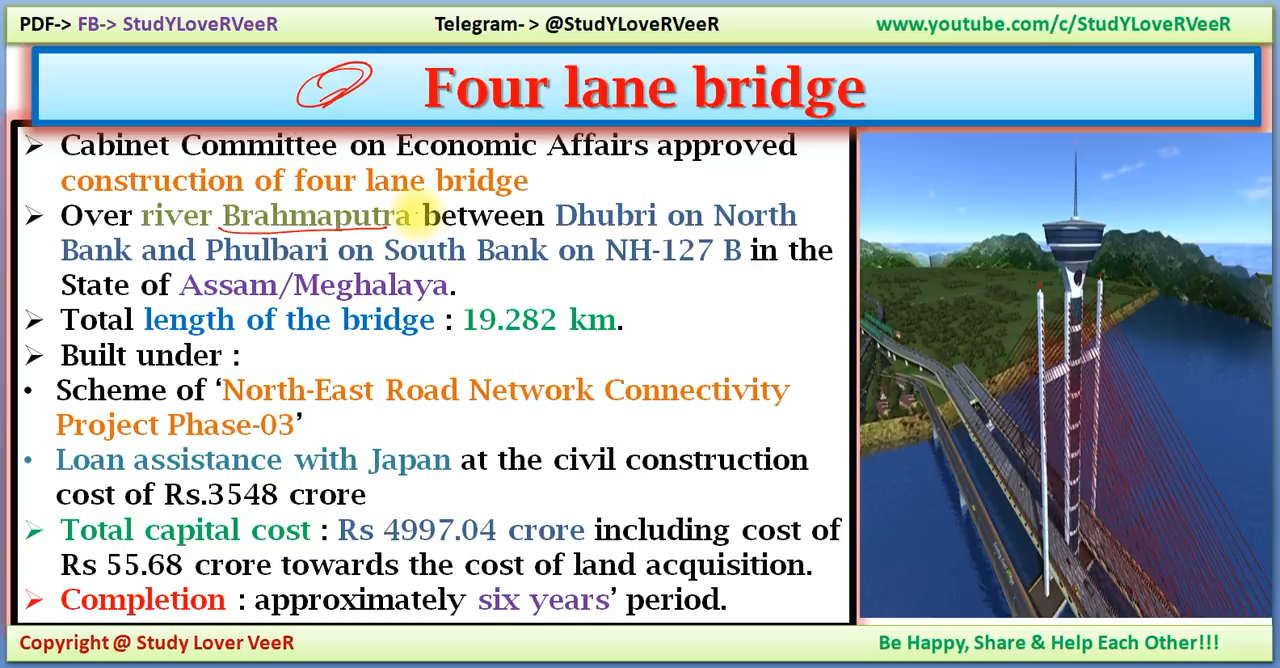 PDF-> FB-> StudYLoveRVeeR
Telegram- > @StudYLoveRVeeR
www.youtube.com/c/StudYLoveRVeeR
Four lane bridge
➢ Cabinet Committee on Economic Affairs approved
construction of four lane bridge
➢ Over river Brahmaputra between Dhubri on North
Bank and Phulbari on South Bank on NH-127 B in the
State of Assam/Meghalaya.
➢ Total length of the bridge : 19.282 km.
➢ Built under :
• Scheme of ‘North-East Road Network Connectivity
Project Phase-03’
• Loan assistance with Japan at the civil construction
cost of Rs.3548 crore
➢ Total capital cost : Rs 4997.04 crore including cost of
Rs 55.68 crore towards the cost of land acquisition.
➢ Completion : approximately six years’ period.
Copyright @ Study Lover VeeR
Be Happy, Share & Help Each Other!!!